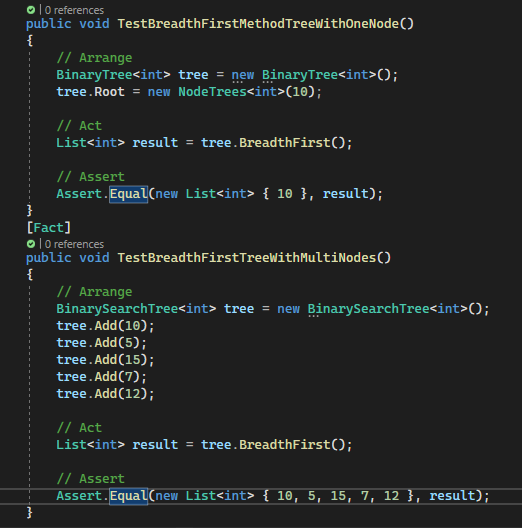 0 references
public void TestBreadthFirstMethodTreeWithOneNode()
{
// Arrange
BinaryTree<int> tree = new BinaryTree<int>();
tree.Root = new NodeTrees<int>(10);
// Act
List<int> result = tree.BreadthFirst();
// Assert
Assert.Equal(new List<int> { 10 }, result);
}
[Fact]
0 references
public void TestBreadthFirstTreeWithMultiNodes()
{
// Arrange
BinarySearchTree<int> tree = new BinarySearchTree<int>();
tree.Add(10);
tree.Add(5);
tree.Add(15);
tree.Add(7);
tree.Add(12);
// Act
List<int> result = tree.BreadthFirst();
// Assert
Assert.Equal(new List<int> { 10, 5, 15, 7, 12 }, result);
}